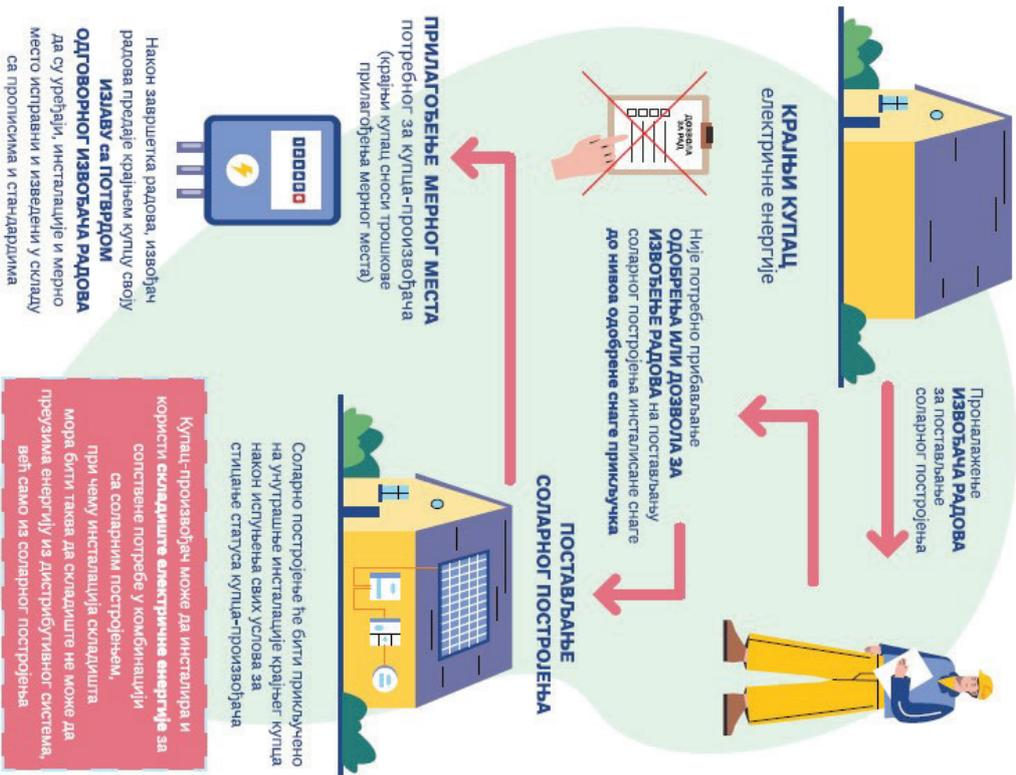 КРАЈЊИ КУПАЦ
електричне енергије
Проналажење
ИЗВОЂАЧА РАДОВА
за постављање
соларног постројења
ДОЗВОЛА
ЗА РАД
Није потребно прибављање
ОДОБРЕЊА ИЛИ ДОЗВОЛА ЗА
ИЗВОЂЕЊЕ РАДОВА на постављању
соларног постројења инсталисане снаге
до нивоа одобрене снаге прикључка
ПОСТАВЉАЊЕ
СОЛАРНОГ ПОСТРОЈЕЊА
Соларно постројење ће бити прикључено
на унутрашње инсталације крајњег купца
након испуњења свих услова за
стицање статуса купца-произвођача
ПРИЛАГОЂЕЊЕ МЕРНОГ МЕСТА
потребног за купца-произвођача
(крајњи купац сноси трошкове
прилагођења мерног места)
Након завршетка радова, извођач
радова предаје крајњем купцу своју
ИЗЈАВУ са ПОТВРДОМ
ОДГОВОРНОГ ИЗВОЂАЧА РАДОВА
да су уређаји, инсталације и мерно
место исправни и изведени у складу
са прописима и стандардима
Купац-произвођач може да инсталира и
користи складиште електричне енергије за
сопствене потребе у комбинацији
са соларним постројењем,
при чему инсталација складишта
мора бити таква да складиште не може да
преузима енергију из дистрибутивног система,
већ само из соларног постројења